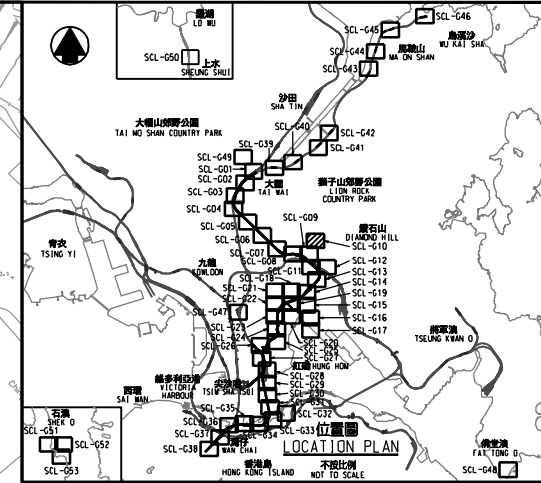 羅湖
LO WU
SCL-G50
上水
SHEUNG SHUI
SCL-G46
SCL-G45
烏溪沙
WU KAI SHA
SCL-G44
馬鞍山
MA ON SHAN
SCL-G43
沙田
SHA TIN
大帽山郊野公園
TAI MO SHAN COUNTRY PARK
SCL-G40
SCL-G42
SCL-G39
SCL-G41
SCL-G49
SCL-G01
SCL-G02
大圍
TAI WAI
獅子山郊野公園
LION ROCK
COUNTRY PARK
SCL-G03
SCL-G04
SCL-G09
SCL-G05
鑽石山
DIAMOND HILL
SCL-G06
SCL-G10
青衣
TSING YI
SCL-G07
SCL-G08
SCL-G12
九龍
KOWLOON
SCL-G11
SCL-G13
SCL-G18
SCL-G14
SCL-G21
SCL-G19
SCL-G22
SCL-G15
SCL-G47
SCL-G16
SCL-G23
SCL-G17
SCL-G24
將軍澳
TSEUNG KWAN O
SCL-G26
SCL-G20
紅磡 HUNG HOM
SCL-G28
維多利亞港
VICTORIA
HARBOUR
尖沙咀
TSIM SHA TSUI
SCL-G29
西環
SAI WAN
SCL-G30
SCL-G35
SCL-G32
石澳
SHEK O
SCL-G36
SCL-G33
SCL-G34
SCL-G51
SCL-G52
SCL-G53
SCL-G37
SCL-G38
灣仔
WAN CHAI
位置圖
LOCATION PLAN
香港島
HONG KONG ISLAND
不按比例
NOT TO SCALE
佛堂澳
FAT TONG O
SCL-G48